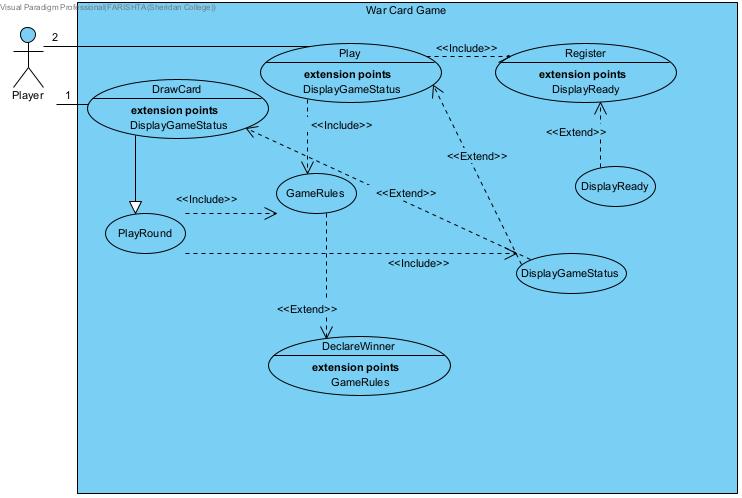 Visual Paradigm Professional(FARISHTA(Sheridan College))
War Card Game
2
Play
extension points
DisplayGameStatus
<<Include>>
Register
extension points
DisplayReady
Player
1
DrawCard
extension points
DisplayGameStatus
<<Include>>
<<Extend>>
<<Extend>>
DisplayReady
<<Include>>
GameRules
<<Extend>>
PlayRound
<<Include>>
DisplayGameStatus
<<Extend>>
DeclareWinner
extension points
GameRules